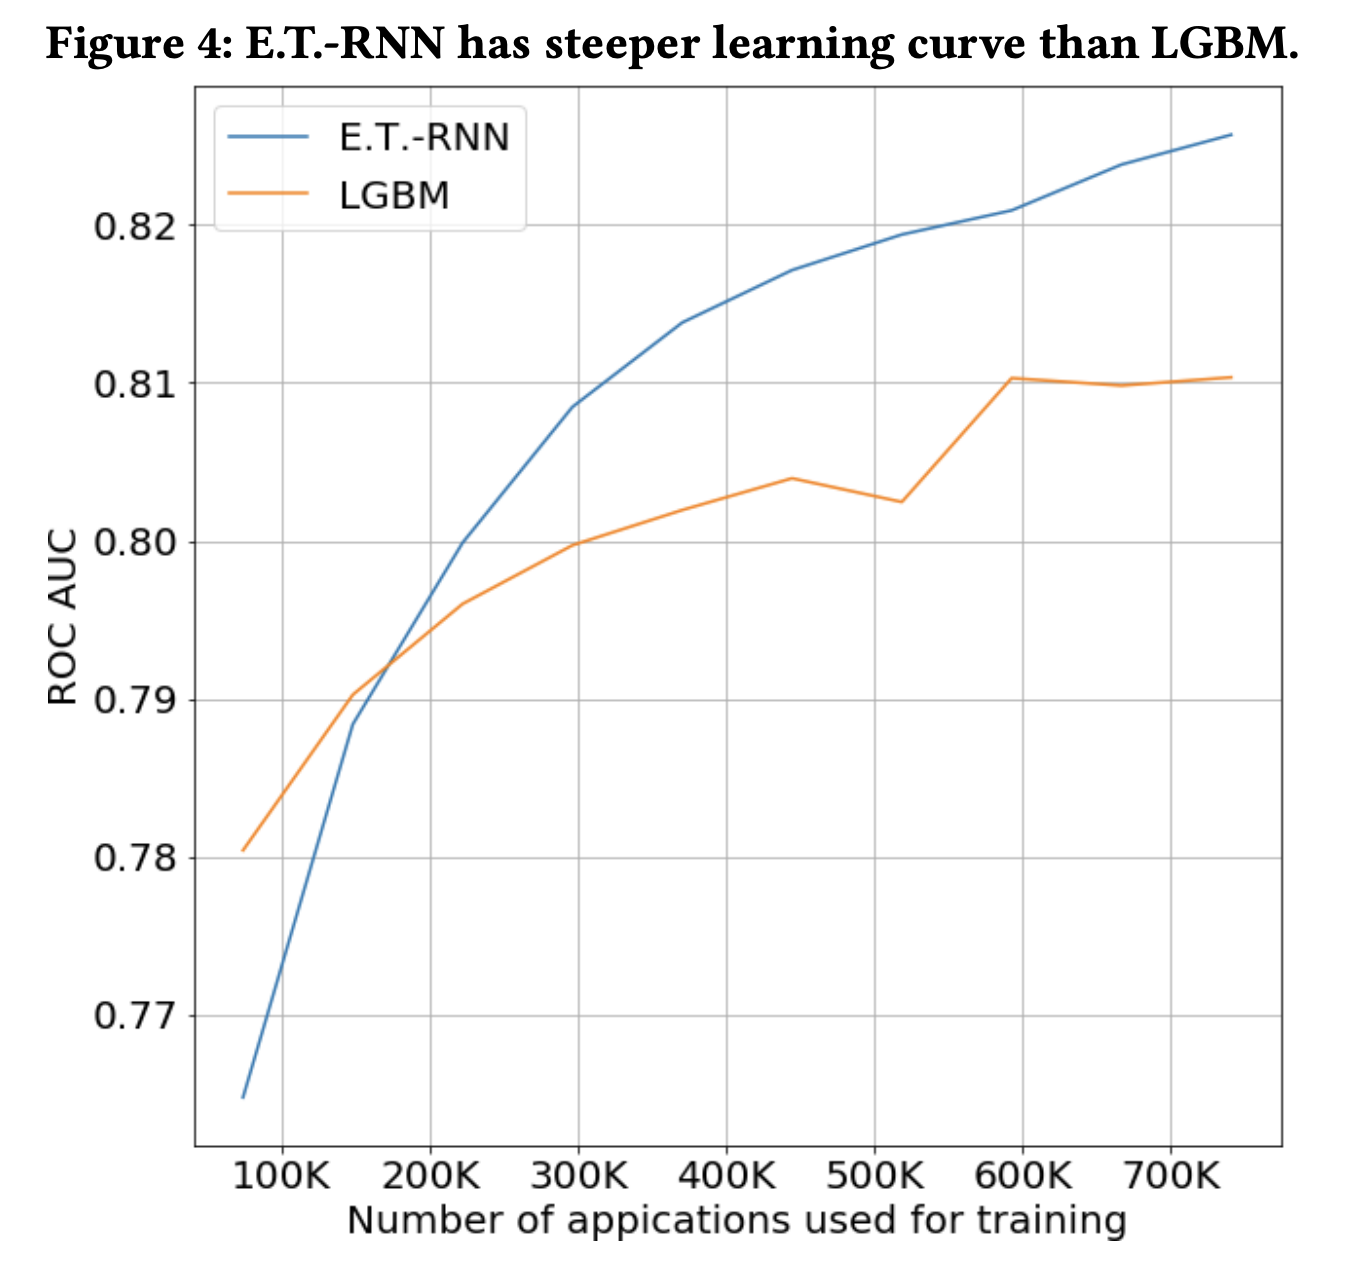 Figure 4: E.T.-RNN has steeper learning curve than LGBM.
E.T.-RNN
LGBM
0.82
0.81
0.80
0.79
0.78
0.77
ROC AUC
100K 200K 300K 400K 500K 600K 700K
Number of appications used for training